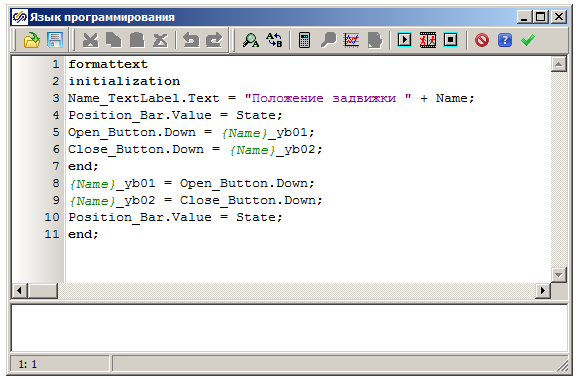 Язык программирования
1 formattext
2 initialization
3 Name_TextLabel.Text = "Положение задвижки " + Name;
4 Position_Bar.Value = State;
5 Open_Button.Down = {Name}_yb01;
6 Close_Button.Down = {Name}_yb02;
7 end;
8 {Name}_yb01 = Open_Button.Down;
9 {Name}_yb02 = Close_Button.Down;
10 Position_Bar.Value = State;
11 end;
1: 1